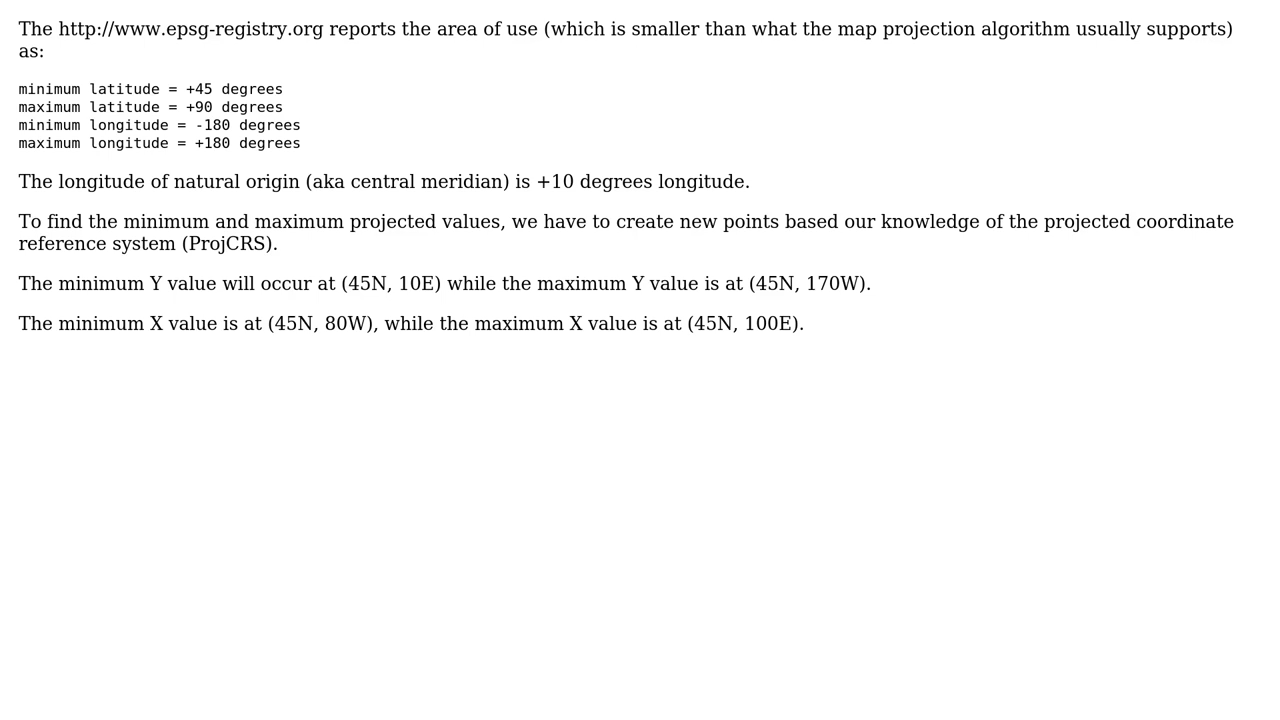 The http://www.epsg-registry.org reports the area of use (which is smaller than what the map projection algorithm usually supports)
as:
minimum latitude = +45 degrees
maximum latitude = +90 degrees
minimum longitude = -180 degrees
maximum longitude = +180 degrees
The longitude of natural origin (aka central meridian) is +10 degrees longitude.
To find the minimum and maximum projected values, we have to create new points based our knowledge of the projected coordinate
reference system (ProjCRS).
The minimum Y value will occur at (45N, 10E) while the maximum Y value is at (45N, 170W).
The minimum X value is at (45N, 80W), while the maximum X value is at (45N, 100E).